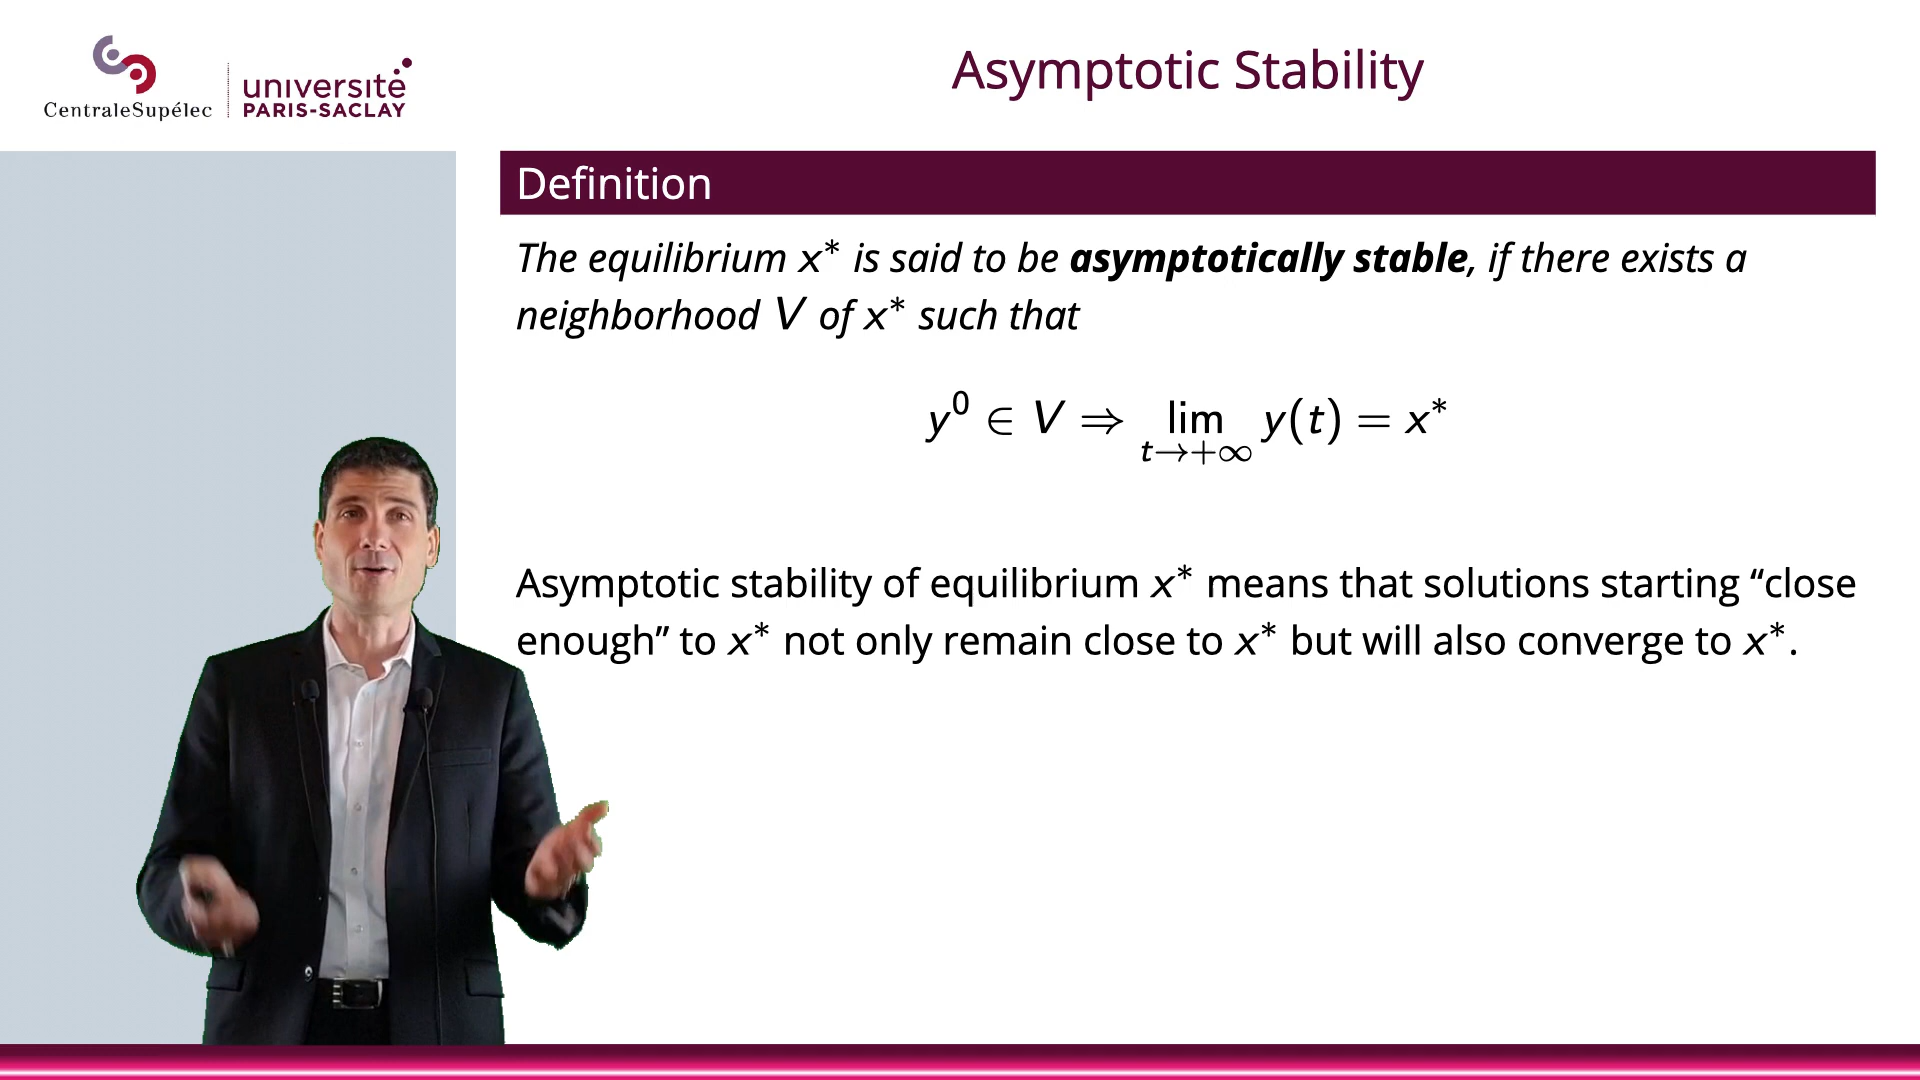 CentraleSupélec
université
PARIS-SACLAY
Asymptotic Stability
Definition
The equilibrium x* is said to be asymptotically stable, if there exists a
neighborhood V of x* such that
y⁰ ∈ V ⇒ lim y(t) = x*
t→+∞
Asymptotic stability of equilibrium x* means that solutions starting “close
enough” to x* not only remain close to x* but will also converge to x*.